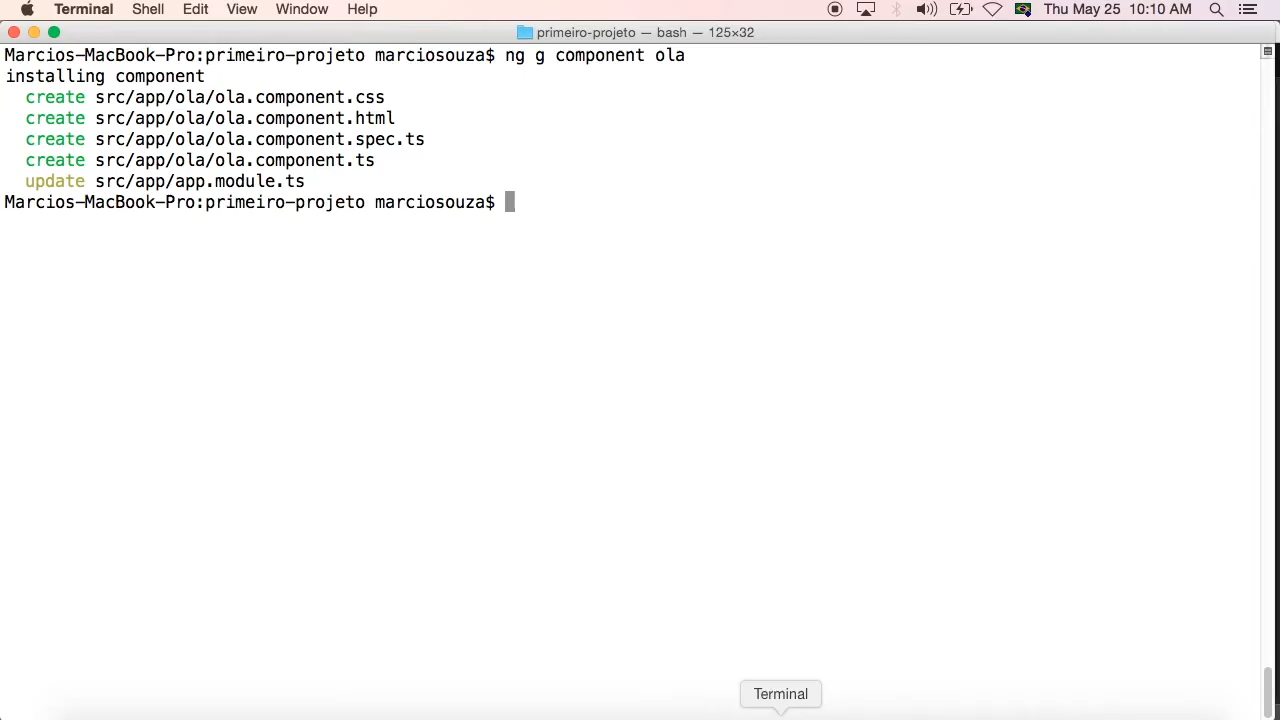 Terminal Shell Edit View Window Help Thu May 25 10:10 AM
primeiro-projeto — bash — 125×32
Marcios-MacBook-Pro:primeiro-projeto marciosouza$ ng g component ola
installing component
create src/app/ola/ola.component.css
create src/app/ola/ola.component.html
create src/app/ola/ola.component.spec.ts
create src/app/ola/ola.component.ts
update src/app/app.module.ts
Marcios-MacBook-Pro:primeiro-projeto marciosouza$
Terminal